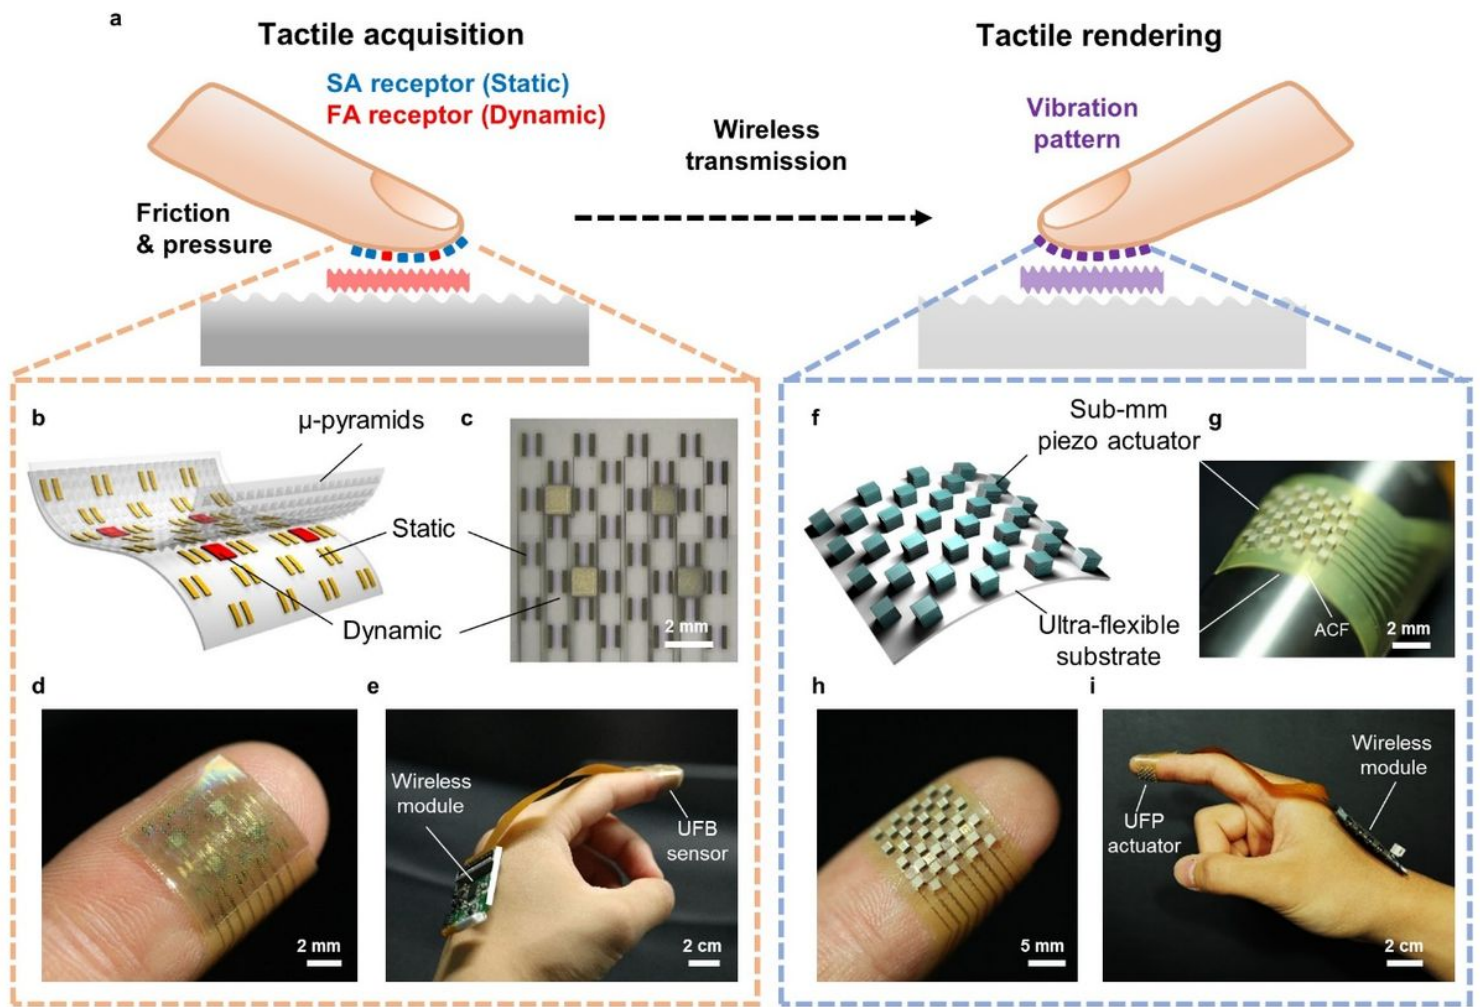 a
Tactile acquisition
Tactile rendering
SA receptor (Static)
FA receptor (Dynamic)
Wireless
transmission
Vibration
pattern
Friction
& pressure
b
μ-pyramids
c
Static
Dynamic
2 mm
f
Sub-mm
piezo actuator
g
Ultra-flexible
substrate
ACF
2 mm
d
2 mm
e
Wireless
module
UFB
sensor
2 cm
h
5 mm
i
Wireless
module
UFP
actuator
2 cm